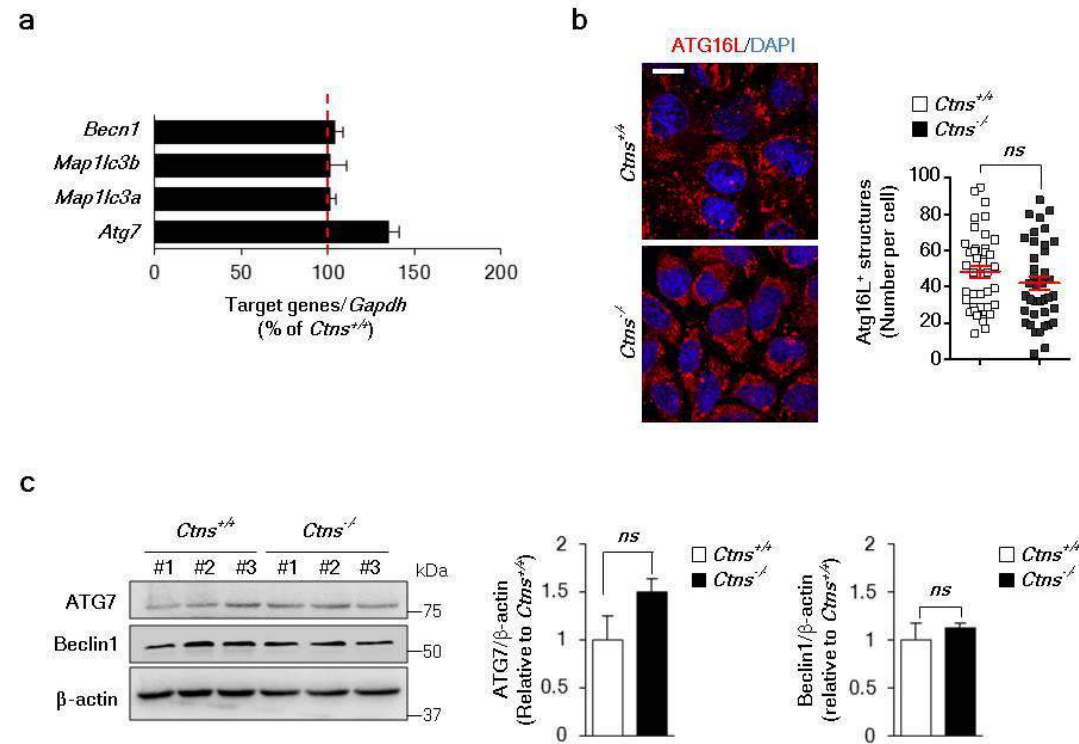 a
Becn1
Map1lc3b
Map1lc3a
Atg7
0 50 100 150 200
Target genes/Gapdh
(% of Ctns+/+)
b
ATG16L/DAPI
Ctns+/+
Ctns-/-
Ctns+/+
Ctns-/-
ns
Atg16L+ structures
(Number per cell)
100
80
60
40
20
0
c
Ctns+/+ Ctns-/-
#1 #2 #3 #1 #2 #3 kDa
ATG7
75
Beclin1
50
β-actin
37
ATG7/β-actin
(Relative to Ctns+/+)
2
1.5
1
0.5
0
ns
Ctns+/+
Ctns-/-
Beclin1/β-actin
(relative to Ctns+/+)
2
1.5
1
0.5
0
ns
Ctns+/+
Ctns-/-